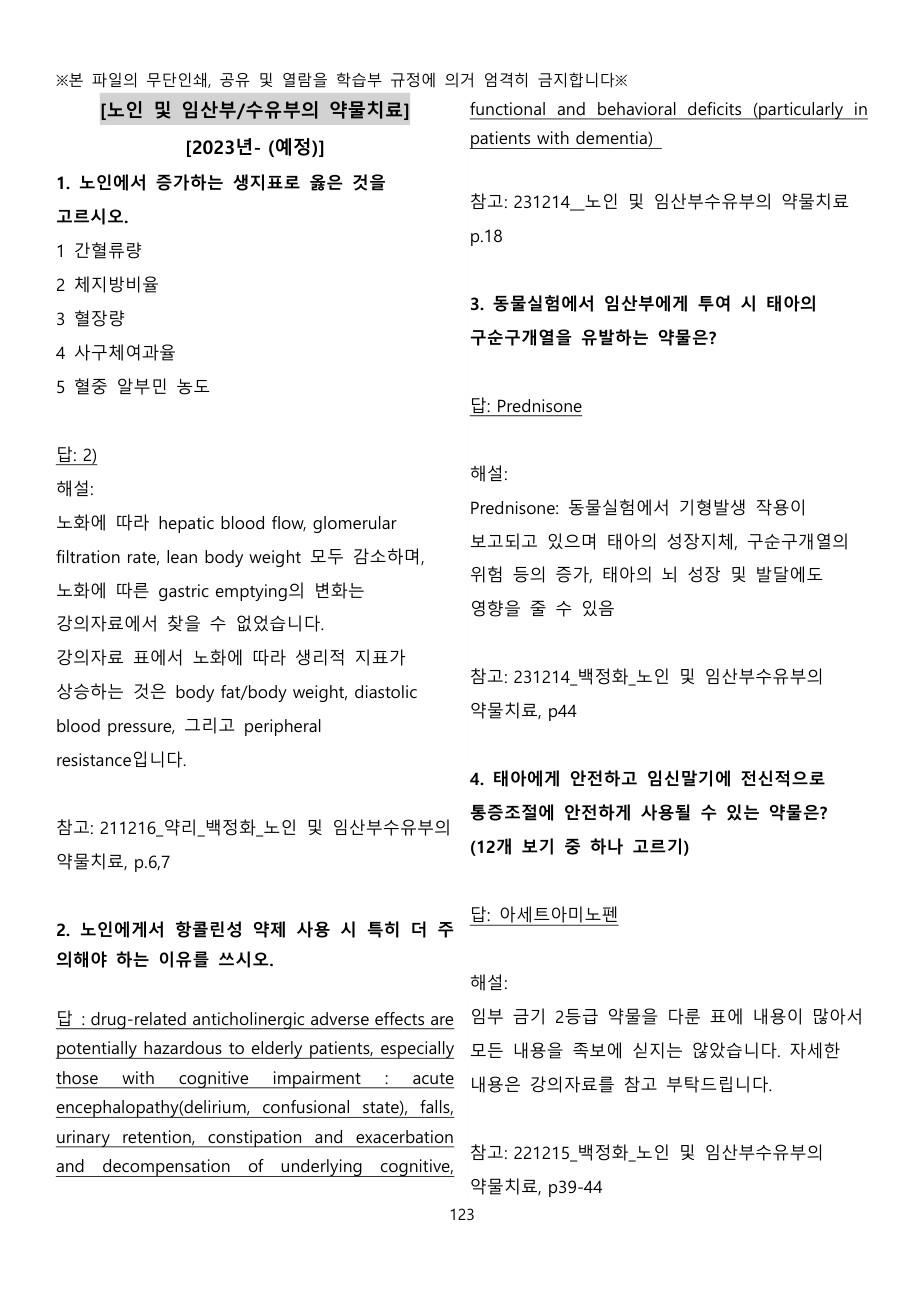 ※본 파일의 무단인쇄, 공유 및 열람을 학습부 규정에 의거 엄격히 금지합니다※
[노인 및 임산부/수유부의 약물치료]
[2023년- (예정)]
1. 노인에서 증가하는 생지표로 옳은 것을
고르시오.
1 간혈류량
2 체지방비율
3 혈장량
4 사구체여과율
5 혈중 알부민 농도
답: 2)
해설:
노화에 따라 hepatic blood flow, glomerular
filtration rate, lean body weight 모두 감소하며,
노화에 따른 gastric emptying의 변화는
강의자료에서 찾을 수 없었습니다.
강의자료 표에서 노화에 따라 생리적 지표가
상승하는 것은 body fat/body weight, diastolic
blood pressure, 그리고 peripheral
resistance입니다.
참고: 211216_약리_백정화_노인 및 임산부수유부의
약물치료, p.6,7
2. 노인에게서 항콜린성 약제 사용 시 특히 더 주
의해야 하는 이유를 쓰시오.
답 : drug-related anticholinergic adverse effects are
potentially hazardous to elderly patients, especially
those with cognitive impairment : acute
encephalopathy(delirium, confusional state), falls,
urinary retention, constipation and exacerbation
and decompensation of underlying cognitive,
functional and behavioral deficits (particularly in
patients with dementia)
참고: 231214__노인 및 임산부수유부의 약물치료
p.18
3. 동물실험에서 임산부에게 투여 시 태아의
구순구개열을 유발하는 약물은?
답: Prednisone
해설:
Prednisone: 동물실험에서 기형발생 작용이
보고되고 있으며 태아의 성장지체, 구순구개열의
위험 등의 증가, 태아의 뇌 성장 및 발달에도
영향을 줄 수 있음
참고: 231214_백정화_노인 및 임산부수유부의
약물치료, p44
4. 태아에게 안전하고 임신말기에 전신적으로
통증조절에 안전하게 사용될 수 있는 약물은?
(12개 보기 중 하나 고르기)
답: 아세트아미노펜
해설:
임부 금기 2등급 약물을 다룬 표에 내용이 많아서
모든 내용을 족보에 싣지는 않았습니다. 자세한
내용은 강의자료를 참고 부탁드립니다.
참고: 221215_백정화_노인 및 임산부수유부의
약물치료, p39-44
123